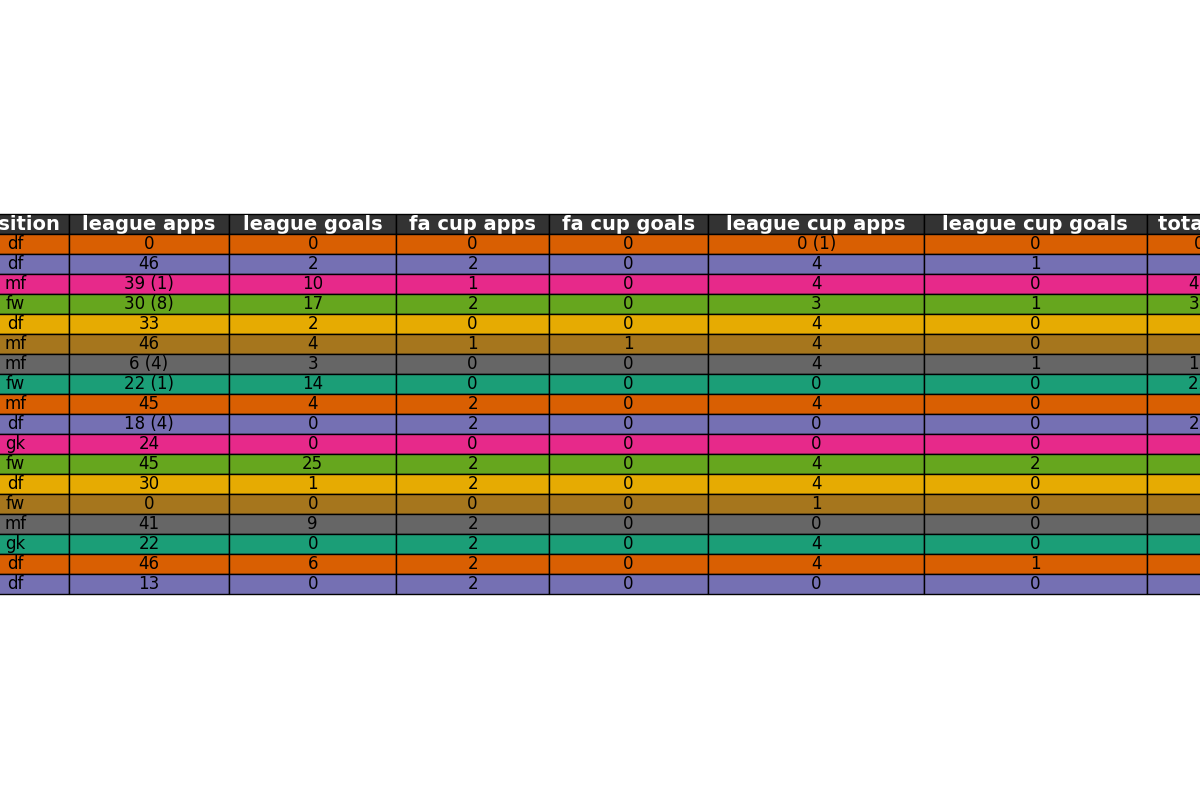 sition league apps league goals fa cup apps fa cup goals league cup apps league cup goals tota
df 0 0 0 0 0 (1) 0 0
df 46 2 2 0 4 1
mf 39 (1) 10 1 0 4 0 4
fw 30 (8) 17 2 0 3 1 3
df 33 2 0 0 4 0
mf 46 4 1 1 4 0
mf 6 (4) 3 0 0 4 1 1
fw 22 (1) 14 0 0 0 0 2
mf 45 4 2 0 4 0
df 18 (4) 0 2 0 0 0 2
gk 24 0 0 0 0 0
fw 45 25 2 0 4 2
df 30 1 2 0 4 0
fw 0 0 0 0 1 0
mf 41 9 2 0 0 0
gk 22 0 2 0 4 0
df 46 6 2 0 4 1
df 13 0 2 0 0 0